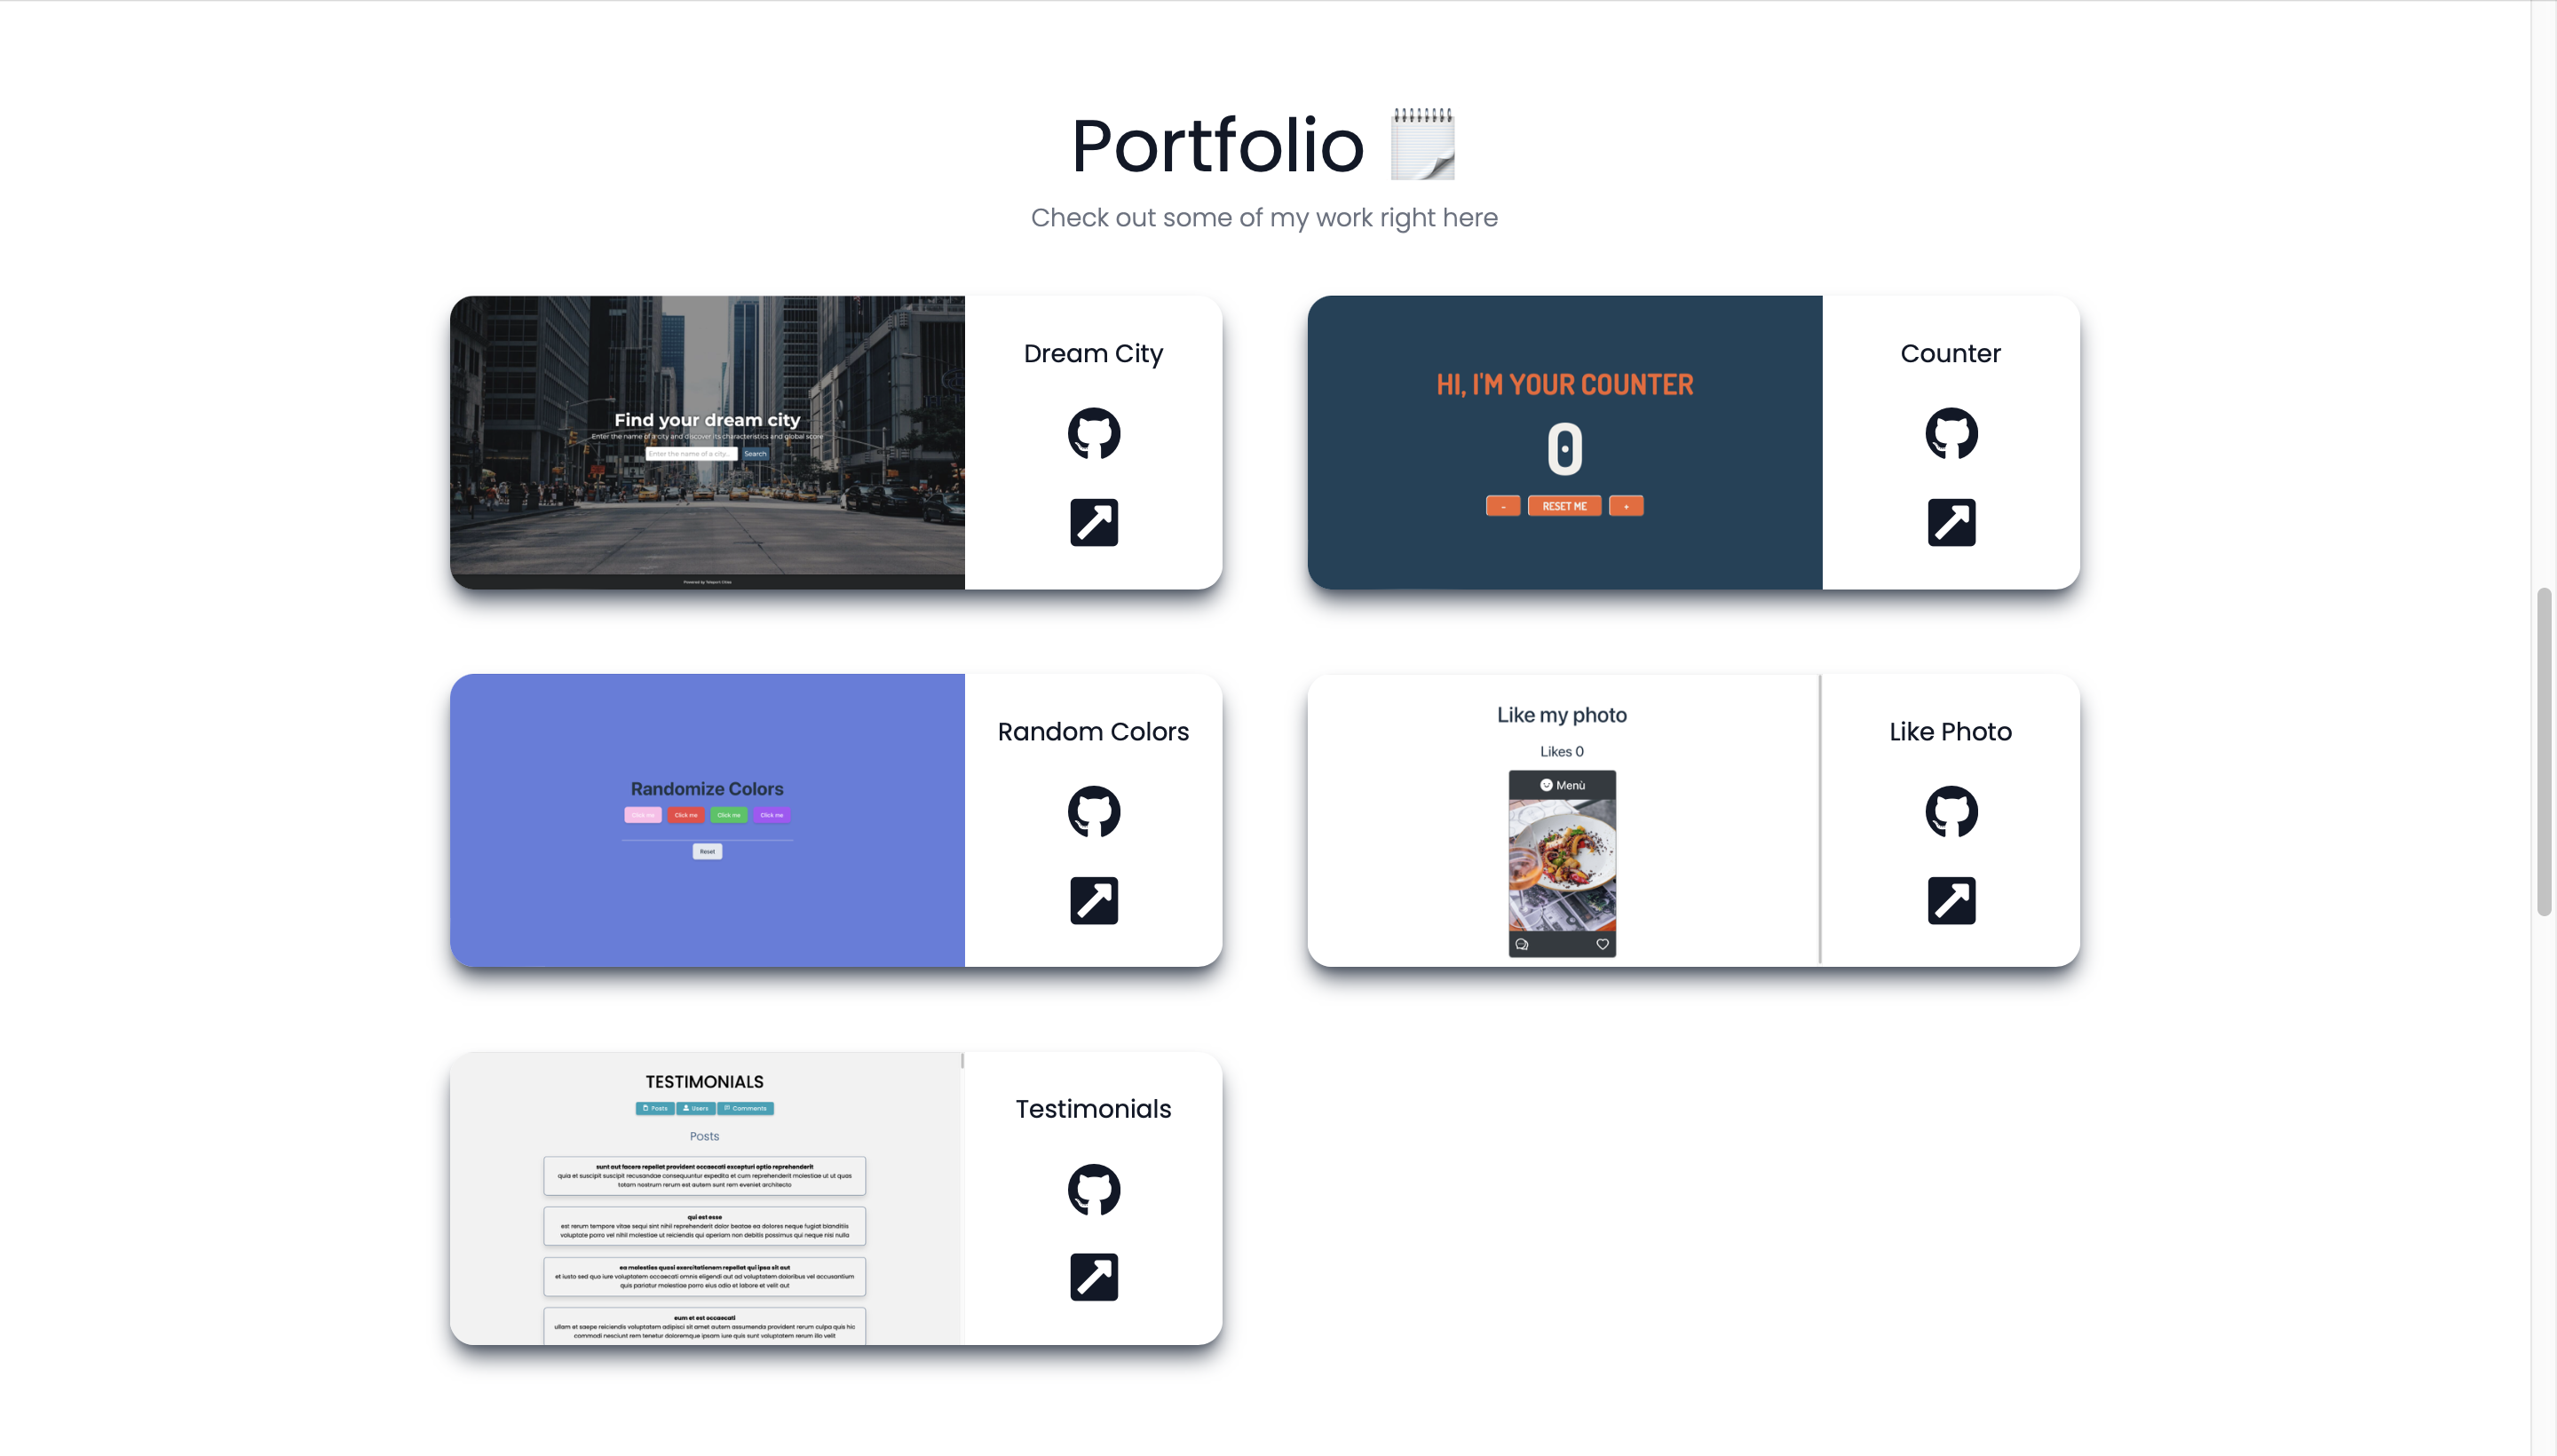 Portfolio
Check out some of my work right here
Find your dream city
Enter the name of a city and discover its characteristics and global score
Enter the name of a city...
Search
Powered by Teleport Cities
Dream City
HI, I'M YOUR COUNTER
0
-
RESET ME
+
Counter
Randomize Colors
Click me
Click me
Click me
Click me
Reset
Random Colors
Like my photo
Likes 0
Menù
Like Photo
TESTIMONIALS
Posts
Users
Comments
Posts
sunt aut facere repellat provident occaecati excepturi optio reprehenderit
quia et suscipit suscipit recusandae consequuntur expedita et cum reprehenderit molestiae ut ut quas
totam nostrum rerum est autem sunt rem eveniet architecto
qui est esse
est rerum tempore vitae sequi sint nihil reprehenderit dolor beatae ea dolores neque fugiat blanditiis
voluptate porro vel nihil molestiae ut reiciendis qui aperiam non debitis possimus qui neque nisi nulla
ea molestias quasi exercitationem repellat qui ipsa sit aut
et iusto sed quo iure voluptatem occaecati omnis eligendi aut ad voluptatem doloribus vel accusantium
quis pariatur molestiae porro eius odio et labore et velit aut
eum et est occaecati
ullam et saepe reiciendis voluptatem adipisci sit amet autem assumenda provident rerum culpa quis hic
commodi nesciunt rem tenetur doloremque ipsam iure quis sunt voluptatem rerum illo velit
Testimonials